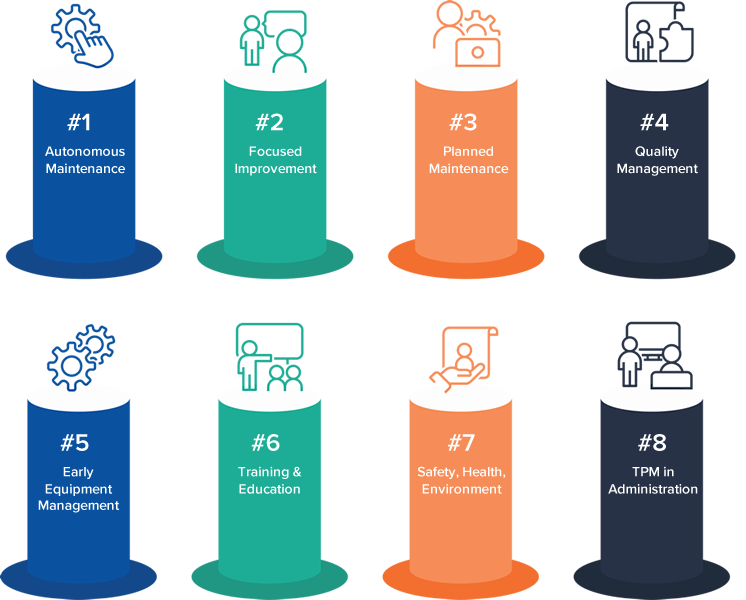 #1
Autonomous
Maintenance
#2
Focused
Improvement
#3
Planned
Maintenance
#4
Quality
Management
#5
Early
Equipment
Management
#6
Training &
Education
#7
Safety, Health,
Environment
#8
TPM in
Administration